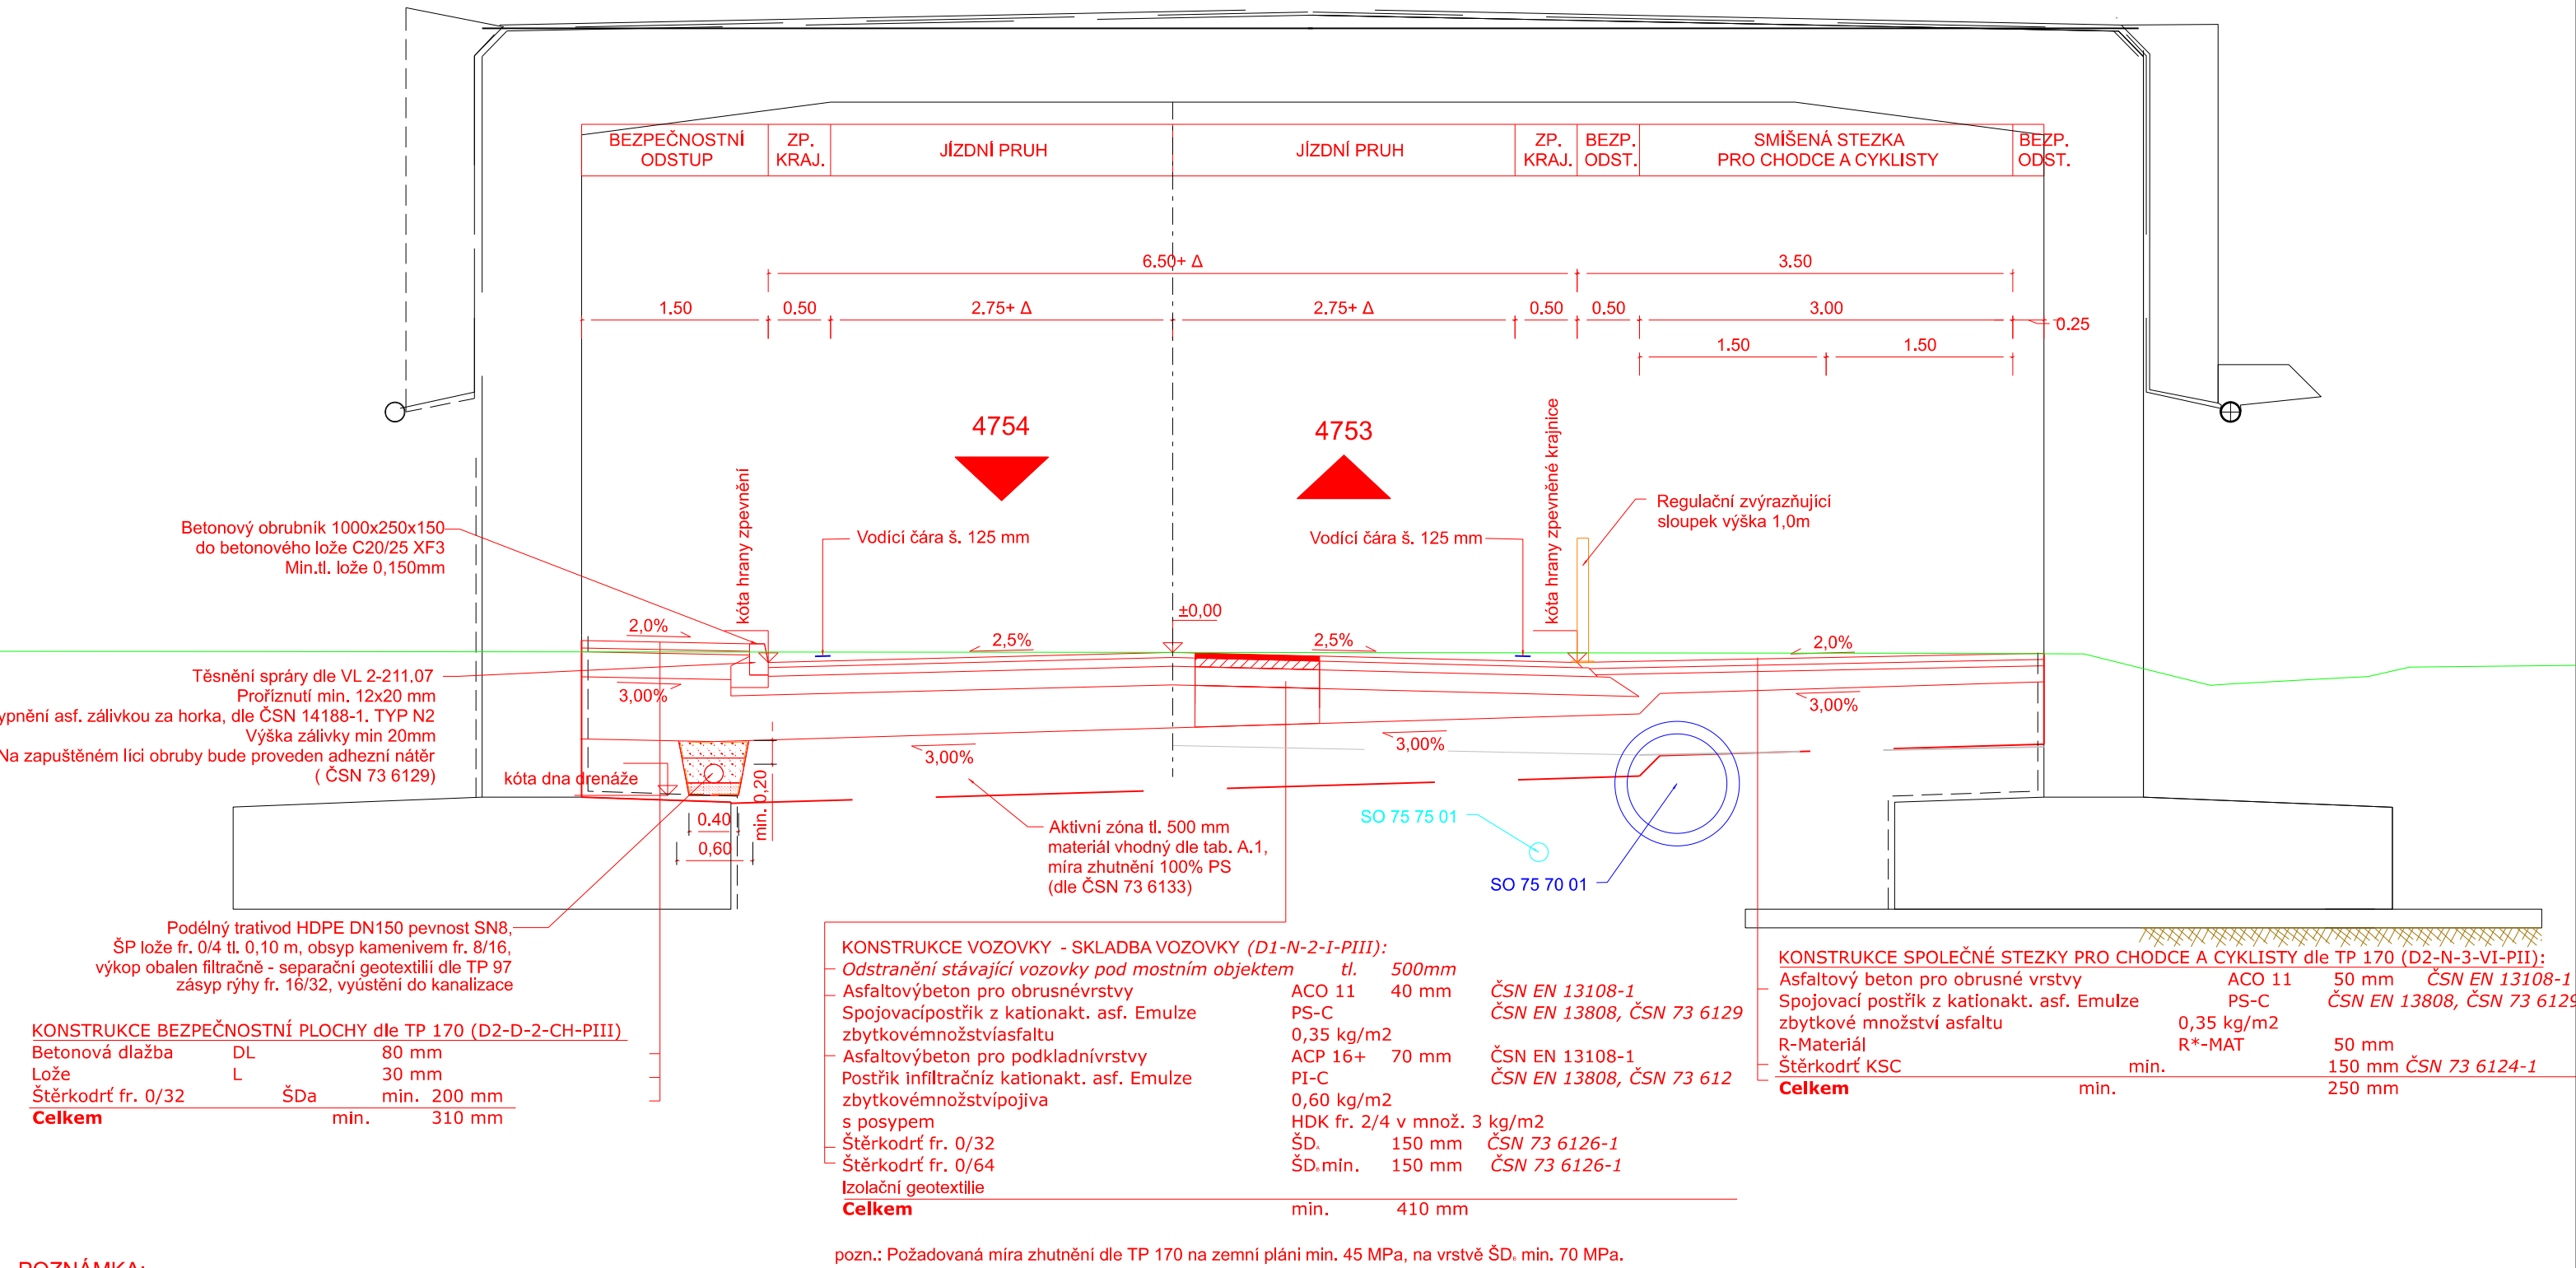 BEZPEČNOSTNÍ
ODSTUP
ZP.
KRAJ.
JÍZDNÍ PRUH
JÍZDNÍ PRUH
ZP.
KRAJ.
BEZP.
ODST.
SMÍŠENÁ STEZKA
PRO CHODCE A CYKLISTY
BEZP.
ODST.
6.50+ Δ
3.50
1.50
0.50
2.75+ Δ
2.75+ Δ
0.50
0.50
3.00
0.25
1.50
1.50
4754
4753
kóta hrany zpevnění
kóta hrany zpevněné krajnice
Betonový obrubník 1000x250x150
do betonového lože C20/25 XF3
Min.tl. lože 0,150mm
Vodící čára š. 125 mm
Vodící čára š. 125 mm
Regulační zvýrazňující
sloupek výška 1,0m
±0,00
2,0%
2,5%
2,5%
2,0%
Těsnění spráry dle VL 2-211.07
Proříznutí min. 12x20 mm
ypnění asf. zálivkou za horka, dle ČSN 14188-1. TYP N2
Výška zálivky min 20mm
Na zapuštěném líci obruby bude proveden adhezní nátěr
( ČSN 73 6129)
3,00%
3,00%
3,00%
3,00%
kóta dna drenáže
min. 0,20
0.40
0,60
Aktivní zóna tl. 500 mm
materiál vhodný dle tab. A.1,
míra zhutnění 100% PS
(dle ČSN 73 6133)
SO 75 75 01
SO 75 70 01
Podélný trativod HDPE DN150 pevnost SN8,
ŠP lože fr. 0/4 tl. 0,10 m, obsyp kamenivem fr. 8/16,
výkop obalen filtračně - separační geotextilií dle TP 97
zásyp rýhy fr. 16/32, vyústění do kanalizace
KONSTRUKCE BEZPEČNOSTNÍ PLOCHY dle TP 170 (D2-D-2-CH-PIII)
Betonová dlažba DL 80 mm
Lože L 30 mm
Štěrkodrť fr. 0/32 ŠDa min. 200 mm
Celkem min. 310 mm
KONSTRUKCE VOZOVKY - SKLADBA VOZOVKY (D1-N-2-I-PIII):
Odstranění stávající vozovky pod mostním objektem tl. 500mm
Asfaltovýbeton pro obrusnévrstvy ACO 11 40 mm ČSN EN 13108-1
Spojovacípostřik z kationakt. asf. Emulze PS-C ČSN EN 13808, ČSN 73 6129
zbytkovémnožstvíasfaltu 0,35 kg/m2
Asfaltovýbeton pro podkladnívrstvy ACP 16+ 70 mm ČSN EN 13108-1
Postřik infiltračníz kationakt. asf. Emulze PI-C ČSN EN 13808, ČSN 73 612
zbytkovémnožstvípojiva 0,60 kg/m2
s posypem HDK fr. 2/4 v množ. 3 kg/m2
Štěrkodrť fr. 0/32 ŠDA 150 mm ČSN 73 6126-1
Štěrkodrť fr. 0/64 ŠDB min. 150 mm ČSN 73 6126-1
Izolační geotextilie
Celkem min. 410 mm
pozn.: Požadovaná míra zhutnění dle TP 170 na zemní pláni min. 45 MPa, na vrstvě ŠDB min. 70 MPa.
KONSTRUKCE SPOLEČNÉ STEZKY PRO CHODCE A CYKLISTY dle TP 170 (D2-N-3-VI-PII):
Asfaltový beton pro obrusné vrstvy ACO 11 50 mm ČSN EN 13108-1
Spojovací postřik z kationakt. asf. Emulze PS-C ČSN EN 13808, ČSN 73 6129
zbytkové množství asfaltu 0,35 kg/m2
R-Materiál R*-MAT 50 mm
Štěrkodrť KSC min. 150 mm ČSN 73 6124-1
Celkem min. 250 mm
POZNÁMKA: